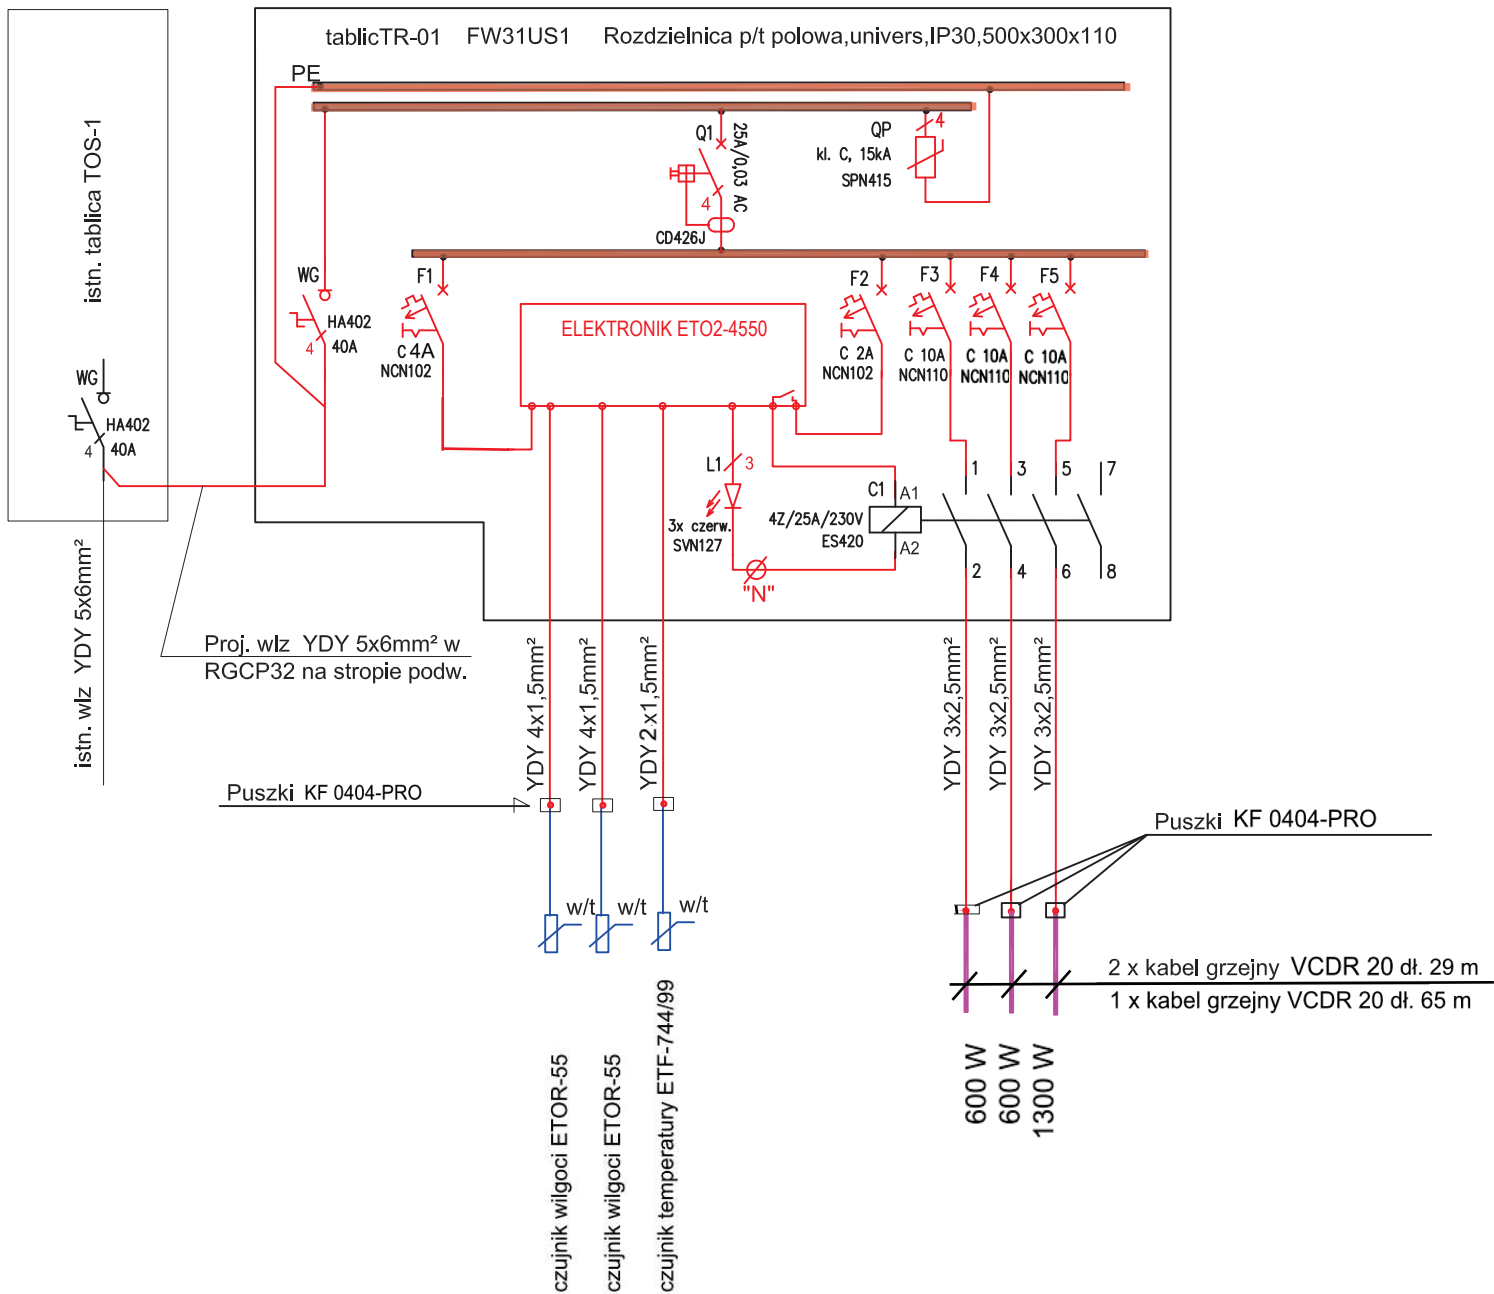 tablicTR-01 FW31US1 Rozdzielnica p/t polowa,univers,IP30,500x300x110
PE
istn. tablica TOS-1
Q1
25A/0,03 AC
4
CD426J
QP
4
kl. C, 15kA
SPN415
WG
HA402
4
40A
WG
HA402
4
40A
F1
C 4A
NCN102
ELEKTRONIK ETO2-4550
F2
C 2A
NCN102
F3
C 10A
NCN110
F4
C 10A
NCN110
F5
C 10A
NCN110
L1
3
3x czerw.
SVN127
"N"
C1
A1
4Z/25A/230V
ES420
A2
1
3
5
7
2
4
6
8
istn. wlz YDY 5x6mm²
Proj. wlz YDY 5x6mm² w
RGCP32 na stropie podw.
YDY 4x1,5mm²
YDY 4x1,5mm²
YDY 2x1,5mm²
YDY 3x2,5mm²
YDY 3x2,5mm²
YDY 3x2,5mm²
Puszki KF 0404-PRO
Puszki KF 0404-PRO
w/t
w/t
w/t
2 x kabel grzejny VCDR 20 dł. 29 m
1 x kabel grzejny VCDR 20 dł. 65 m
czujnik wilgoci ETOR-55
czujnik wilgoci ETOR-55
czujnik temperatury ETF-744/99
600 W
600 W
1300 W